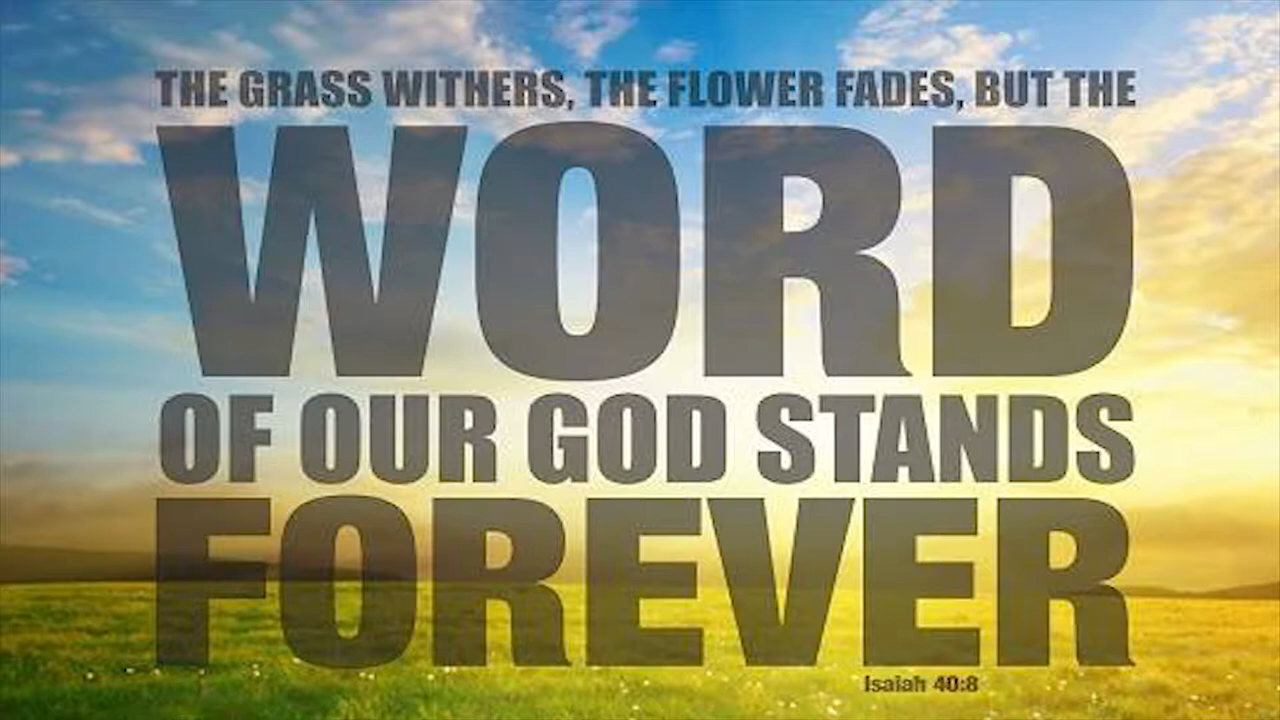 THE GRASS WITHERS, THE FLOWER FADES, BUT THE
WORD
OF OUR GOD STANDS
FOREVER
Isaiah 40:8